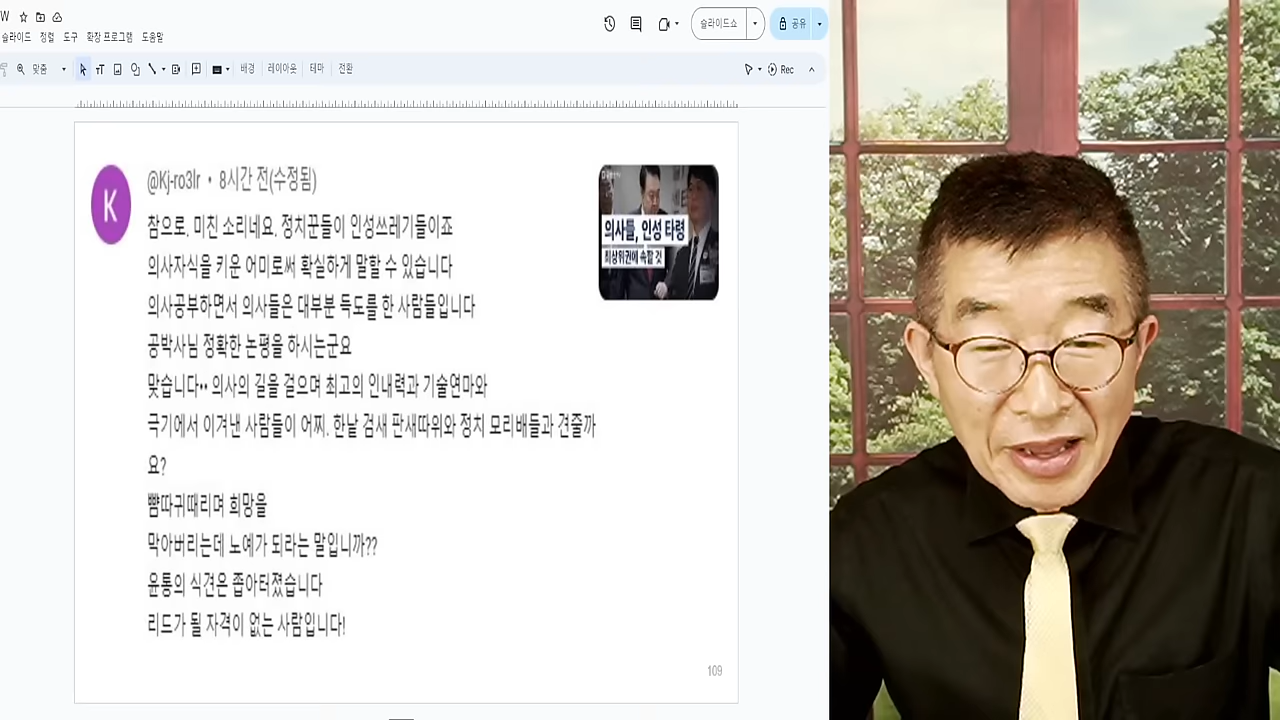 W
슬라이드 정렬 도구 확장 프로그램 도움말
슬라이드쇼
공유
맞춤
배경 레이아웃 테마 전환
Rec
@Kj-ro3lr • 8시간 전(수정됨)
참으로. 미친 소리네요. 정치꾼들이 인성쓰레기들이죠
의사자식을 키운 어미로써 확실하게 말할 수 있습니다
의사공부하면서 의사들은 대부분 득도를 한 사람들입니다
공박사님 정확한 논평을 하시는군요
맞습니다•• 의사의 길을 걸으며 최고의 인내력과 기술연마와
극기에서 이겨낸 사람들이 어찌. 한낱 검새 판새따위와 정치 모리배들과 견줄까
요?
뺨따귀때리며 희망을
막아버리는데 노예가 되라는 말입니까??
윤통의 식견은 좁아터졌습니다
리드가 될 자격이 없는 사람입니다!
의사들, 인성 타령
최상위권에 속할 것
K
109